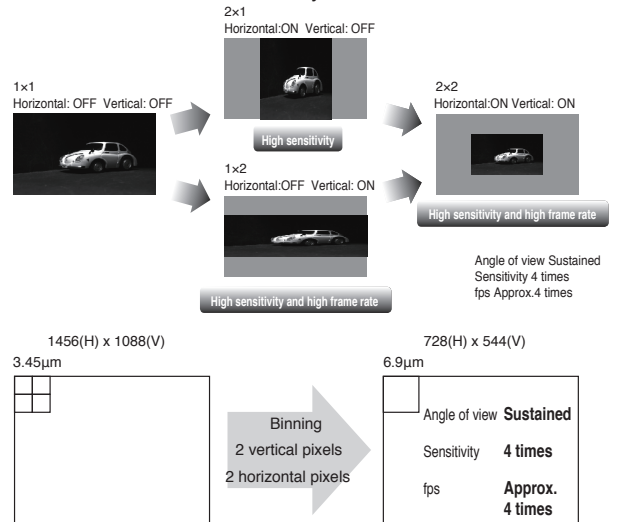 2×1
Horizontal:ON Vertical: OFF
1×1
Horizontal: OFF Vertical: OFF
High sensitivity
2×2
Horizontal:ON Vertical: ON
1×2
Horizontal:OFF Vertical: ON
High sensitivity and high frame rate
High sensitivity and high frame rate
Angle of view Sustained
Sensitivity 4 times
fps Approx.4 times
1456(H) x 1088(V)
3.45μm
Binning
2 vertical pixels
2 horizontal pixels
728(H) x 544(V)
6.9μm
Angle of view Sustained
Sensitivity 4 times
fps Approx.
4 times